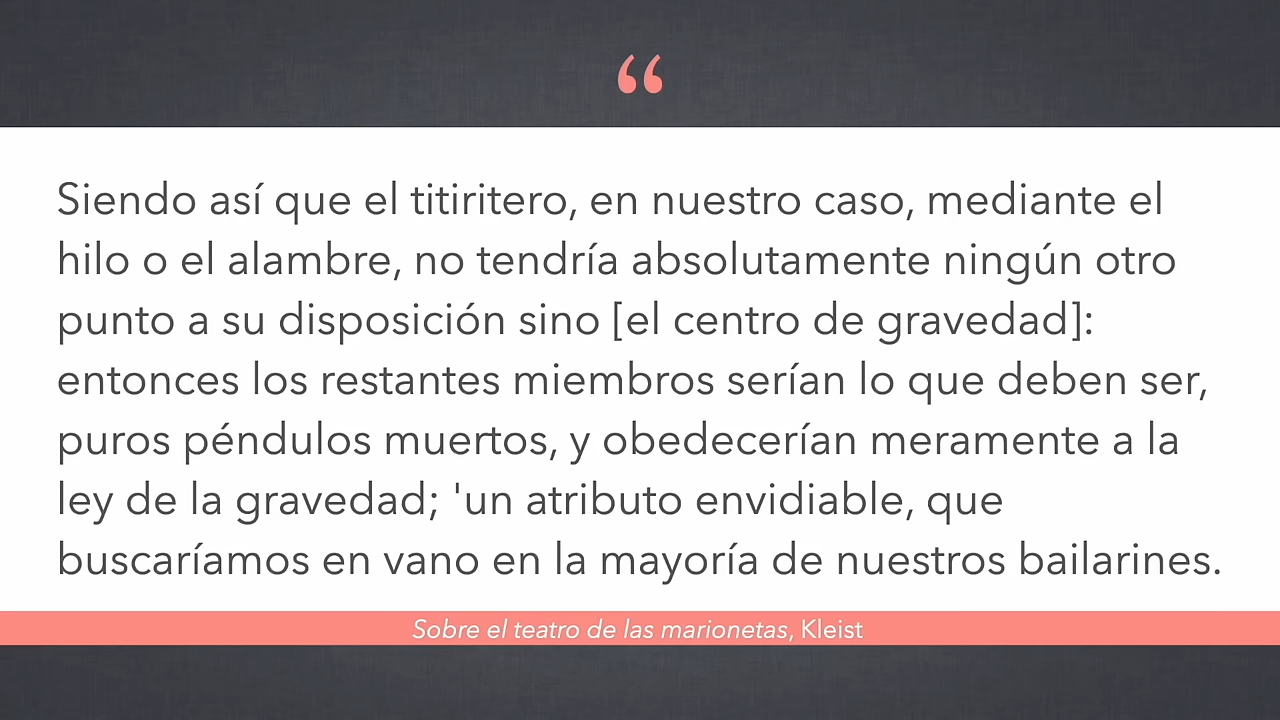 “
Siendo así que el titiritero, en nuestro caso, mediante el
hilo o el alambre, no tendría absolutamente ningún otro
punto a su disposición sino [el centro de gravedad]:
entonces los restantes miembros serían lo que deben ser,
puros péndulos muertos, y obedecerían meramente a la
ley de la gravedad; 'un atributo envidiable, que
buscaríamos en vano en la mayoría de nuestros bailarines.
Sobre el teatro de las marionetas, Kleist